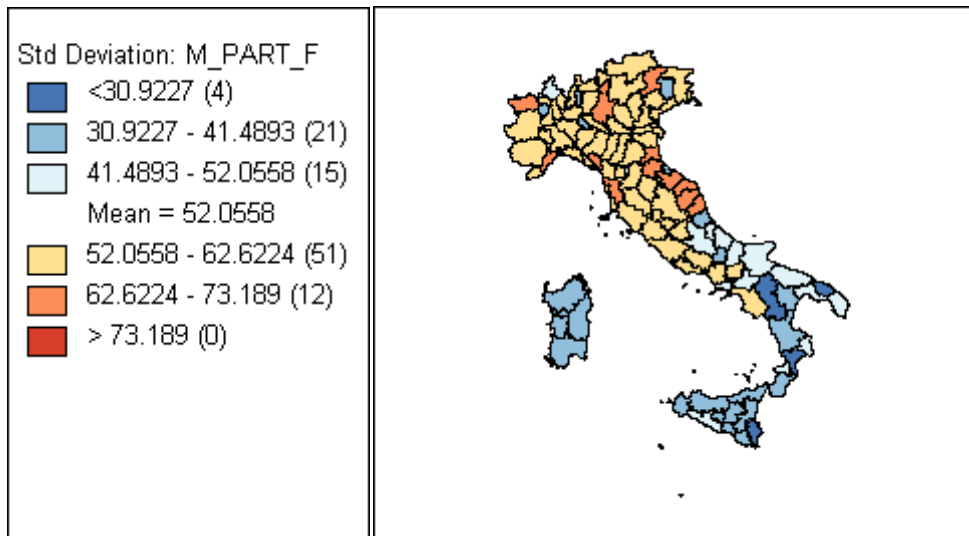 Std Deviation: M_PART_F
<30.9227 (4)
30.9227 - 41.4893 (21)
41.4893 - 52.0558 (15)
Mean = 52.0558
52.0558 - 62.6224 (51)
62.6224 - 73.189 (12)
> 73.189 (0)